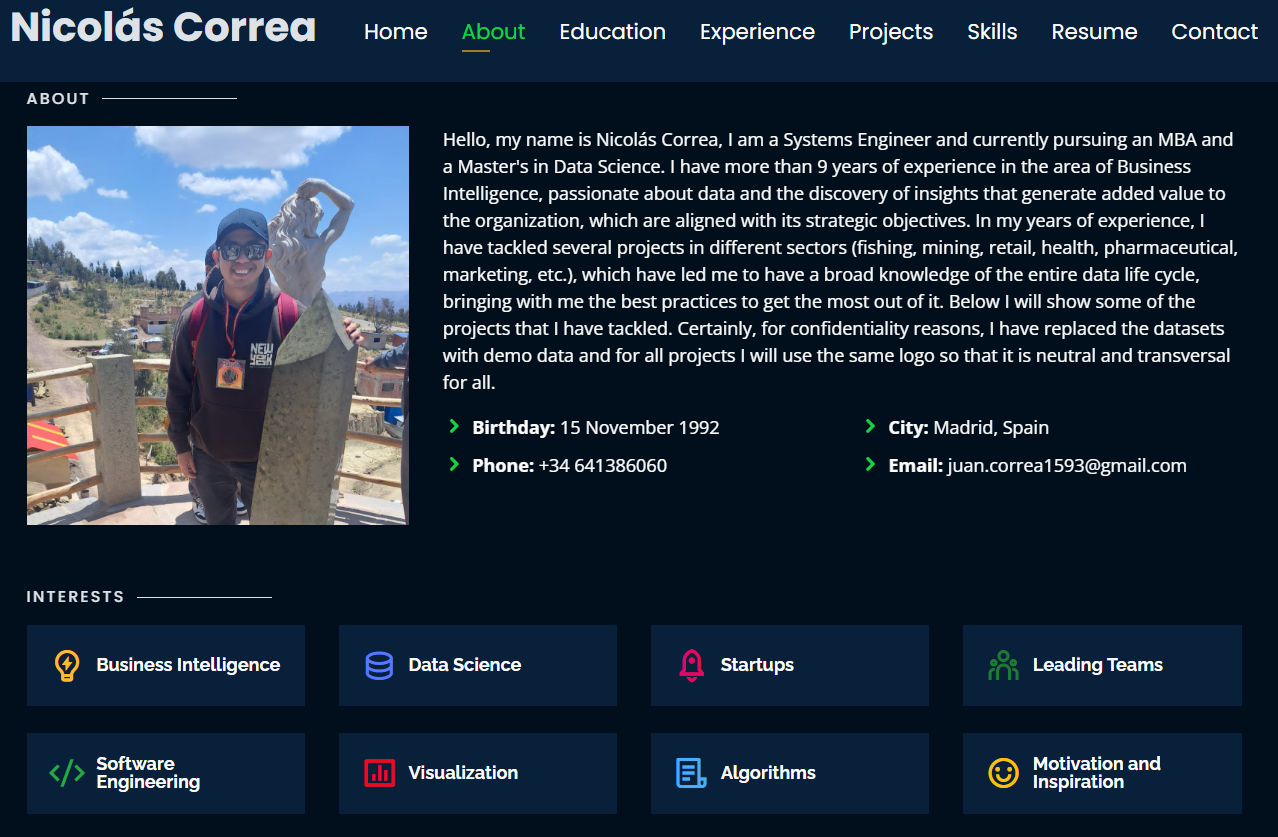 Nicolás Correa
Home About Education Experience Projects Skills Resume Contact
ABOUT
Hello, my name is Nicolás Correa, I am a Systems Engineer and currently pursuing an MBA and
a Master's in Data Science. I have more than 9 years of experience in the area of Business
Intelligence, passionate about data and the discovery of insights that generate added value to
the organization, which are aligned with its strategic objectives. In my years of experience, I
have tackled several projects in different sectors (fishing, mining, retail, health, pharmaceutical,
marketing, etc.), which have led me to have a broad knowledge of the entire data life cycle,
bringing with me the best practices to get the most out of it. Below I will show some of the
projects that I have tackled. Certainly, for confidentiality reasons, I have replaced the datasets
with demo data and for all projects I will use the same logo so that it is neutral and transversal
for all.
Birthday: 15 November 1992
City: Madrid, Spain
Phone: +34 641386060
Email: juan.correa1593@gmail.com
NEW
YORK
INTERESTS
Business Intelligence
Data Science
Startups
Leading Teams
Software
Engineering
Visualization
Algorithms
Motivation and
Inspiration